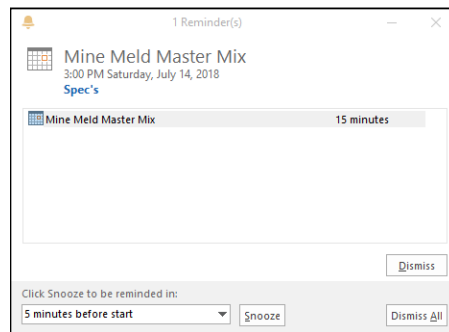 1 Reminder(s)
Mine Meld Master Mix
3:00 PM Saturday, July 14, 2018
Spec's
Mine Meld Master Mix 15 minutes
Dismiss
Click Snooze to be reminded in:
5 minutes before start Snooze Dismiss All